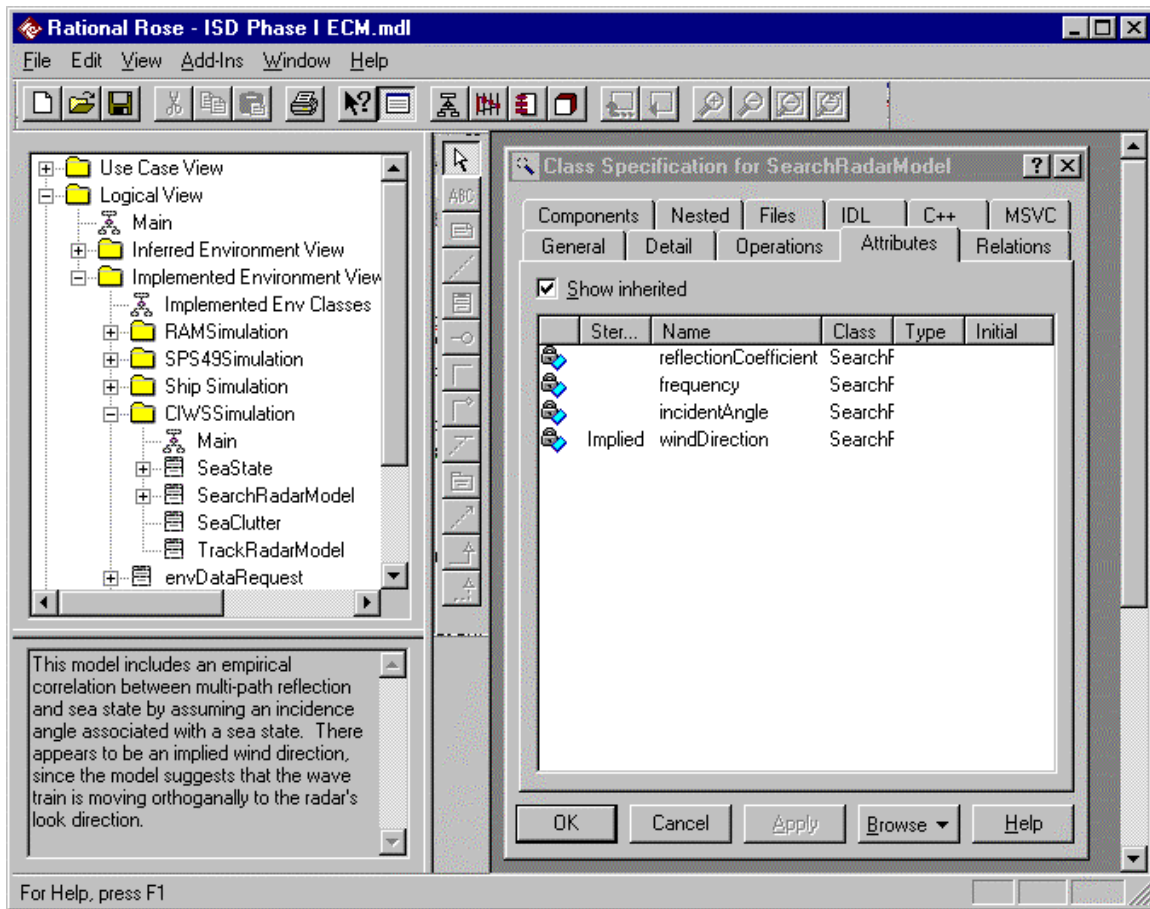 Rational Rose - ISD Phase I ECM.mdl
File Edit View Add-Ins Window Help
Use Case View
Logical View
Main
Inferred Environment View
Implemented Environment View
Implemented Env Classes
RAMSimulation
SPS49Simulation
Ship Simulation
CIWSSimulation
Main
SeaState
SearchRadarModel
SeaClutter
TrackRadarModel
envDataRequest
This model includes an empirical
correlation between multi-path reflection
and sea state by assuming an incidence
angle associated with a sea state. There
appears to be an implied wind direction,
since the model suggests that the wave
train is moving orthoganally to the radar's
look direction.
ABC
Class Specification for SearchRadarModel
Components Nested Files IDL C++ MSVC
General Detail Operations Attributes Relations
Show inherited
Ster... Name Class Type Initial
reflectionCoefficient SearchF
frequency SearchF
incidentAngle SearchF
Implied windDirection SearchF
OK Cancel Apply Browse Help
For Help, press F1